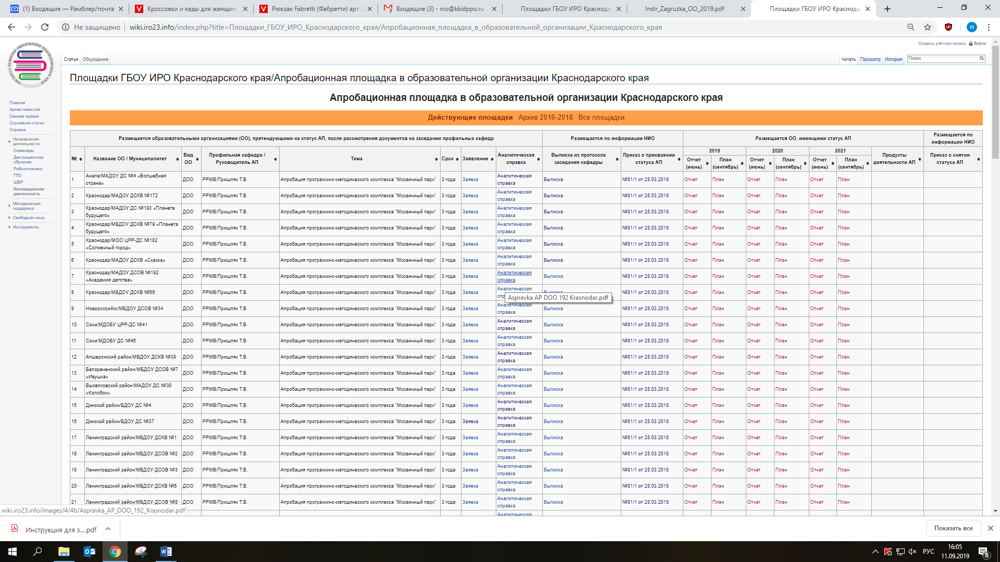 (1) Входящие — Рамблер/почта
Кроссовки и кеды для женщин
Рюкзак Fabretti (Фабретти) арт 2
Входящие (3) - nio@kkidppo.ru
Площадки ГБОУ ИРО Краснода
Instr_Zagruzka_OO_2019.pdf
Площадки ГБОУ ИРО Краснода
Не защищено | wiki.iro23.info/index.php?title=Площадки_ГБОУ_ИРО_Краснодарского_края/Апробационная_площадка_в_образовательной_организации_Краснодарского_края
Н
Создать учётную запись Войти
Статья Обсуждение
Читать Просмотр История Поиск
ИНСТИТУТ РАЗВИТИЯ ОБРАЗОВАНИЯ КРАСНОДАРСКОГО КРАЯ
Главная
Архив новостей
Свежие правки
Случайная статья
Справка
Направления
деятельности
Семинары
Дистанционное
обучение
Робототехника
ГТО
ШВР
Инновационная
деятельность
Методическая
поддержка
Свободная зона
Инструменты
Площадки ГБОУ ИРО Краснодарского края/Апробационная площадка в образовательной организации Краснодарского края
Апробационная площадка в образовательной организации Краснодарского края
Действующие площадки Архив 2016-2018 Все площадки
Размещается образовательными организациями (ОО), претендующими на статус АП, после рассмотрения документов на заседании профильных кафедр
Размещается по информации НИО
Размещается ОО, имеющими статус АП
Размещается по
информации НИО
№
Название ОО / Муниципалитет
Вид
ОО
Профильная кафедра /
Руководитель АП
Тема
Срок
Заявление
Аналитическая
справка
Выписка из протокола
заседания кафедры
Приказ о присвоении
статуса АП
2019
Отчет
(июнь)
План
(сентябрь)
2020
Отчет
(июнь)
План
(сентябрь)
2021
Отчет
(июнь)
План
(сентябрь)
Продукты
деятельности АП
Приказ о снятии
статуса АП
1 Анапа/МАДОУ ДС №4 «Волшебная
страна» ДОО РРМВ/Пришляк Т.В. Апробация программно-методического комплекса "Мозаичный парк" 3 года Заявка Аналитическая
справка Выписка №81/1 от 28.03.2018 Отчет План Отчет План Отчет План
2 Краснодар/МАДОУ ДСКВ №172 ДОО РРМВ/Пришляк Т.В. Апробация программно-методического комплекса "Мозаичный парк" 3 года Заявка Аналитическая
справка Выписка №81/1 от 28.03.2018 Отчет План Отчет План Отчет План
3 Краснодар/МАДОУ ДС №193 «Планета
будущего» ДОО РРМВ/Пришляк Т.В. Апробация программно-методического комплекса "Мозаичный парк" 3 года Заявка Аналитическая
справка Выписка №81/1 от 28.03.2018 Отчет План Отчет План Отчет План
4 Краснодар/МБДОУ ДСКВ №79 «Планета
будущего» ДОО РРМВ/Пришляк Т.В. Апробация программно-методического комплекса "Мозаичный парк" 3 года Заявка Аналитическая
справка Выписка №81/1 от 28.03.2018 Отчет План Отчет План Отчет План
5 Краснодар/МОО ЦРР-ДС №182
«Солнечный город» ДОО РРМВ/Пришляк Т.В. Апробация программно-методического комплекса "Мозаичный парк" 3 года Заявка Аналитическая
справка Выписка №81/1 от 28.03.2018 Отчет План Отчет План Отчет План
6 Краснодар/МАДОУ ДСКВ «Сказка» ДОО РРМВ/Пришляк Т.В. Апробация программно-методического комплекса "Мозаичный парк" 3 года Заявка Аналитическая
справка Выписка №81/1 от 28.03.2018 Отчет План Отчет План Отчет План
7 Краснодар/МАДОУ ДСОВ №192
«Академия детства» ДОО РРМВ/Пришляк Т.В. Апробация программно-методического комплекса "Мозаичный парк" 3 года Заявка Аналитическая
справка Выписка №81/1 от 28.03.2018 Отчет План Отчет План Отчет План
8 Краснодар/МБДОУ ДСКВ №66 ДОО РРМВ/Пришляк Т.В. Апробация программно-методического комплекса "Мозаичный парк" 3 года Заявка Аналитическая
Aspravka AP DOO 192 Krasnodar.pdf №81/1 от 28.03.2018 Отчет План Отчет План Отчет План
9 Новороссийск/МБДОУ ДСОВ №34 ДОО РРМВ/Пришляк Т.В. Апробация программно-методического комплекса "Мозаичный парк" 3 года Заявка Аналитическая
справка Выписка №81/1 от 28.03.2018 Отчет План Отчет План Отчет План
10 Сочи/МДОБУ ЦРР-ДС №41 ДОО РРМВ/Пришляк Т.В. Апробация программно-методического комплекса "Мозаичный парк" 3 года Заявка Аналитическая
справка Выписка №81/1 от 28.03.2018 Отчет План Отчет План Отчет План
11 Сочи/МДОБУ ДС №46 ДОО РРМВ/Пришляк Т.В. Апробация программно-методического комплекса "Мозаичный парк" 3 года Заявка Аналитическая
справка Выписка №81/1 от 28.03.2018 Отчет План Отчет План Отчет План
12 Апшеронский район/МБДОУ ДСКВ №39 ДОО РРМВ/Пришляк Т.В. Апробация программно-методического комплекса "Мозаичный парк" 3 года Заявка Аналитическая
справка Выписка №81/1 от 28.03.2018 Отчет План Отчет План Отчет План
13 Белореченский район/МБДОУ ДСОВ №7
«Ивушка» ДОО РРМВ/Пришляк Т.В. Апробация программно-методического комплекса "Мозаичный парк" 3 года Заявка Аналитическая
справка Выписка №81/1 от 28.03.2018 Отчет План Отчет План Отчет План
14 Выселковский район/МАДОУ ДС №30
«Колобок» ДОО РРМВ/Пришляк Т.В. Апробация программно-методического комплекса "Мозаичный парк" 3 года Заявка Аналитическая
справка Выписка №81/1 от 28.03.2018 Отчет План Отчет План Отчет План
15 Динской район/БДОУ ДС №4 ДОО РРМВ/Пришляк Т.В. Апробация программно-методического комплекса "Мозаичный парк" 3 года Заявка Аналитическая
справка Выписка №81/1 от 28.03.2018 Отчет План Отчет План Отчет План
16 Динской район/БДОУ ДС №37 ДОО РРМВ/Пришляк Т.В. Апробация программно-методического комплекса "Мозаичный парк" 3 года Заявка Аналитическая
справка Выписка №81/1 от 28.03.2018 Отчет План Отчет План Отчет План
17 Ленинградский район/МБДОУ ДСКВ №1 ДОО РРМВ/Пришляк Т.В. Апробация программно-методического комплекса "Мозаичный парк" 3 года Заявка Аналитическая
справка Выписка №81/1 от 28.03.2018 Отчет План Отчет План Отчет План
18 Ленинградский район/МБДОУ ДСОВ №2 ДОО РРМВ/Пришляк Т.В. Апробация программно-методического комплекса "Мозаичный парк" 3 года Заявка Аналитическая
справка Выписка №81/1 от 28.03.2018 Отчет План Отчет План Отчет План
19 Ленинградский район/МБДОУ ДСОВ №3 ДОО РРМВ/Пришляк Т.В. Апробация программно-методического комплекса "Мозаичный парк" 3 года Заявка Аналитическая
справка Выписка №81/1 от 28.03.2018 Отчет План Отчет План Отчет План
20 Ленинградский район/МБДОУ ДСКВ №5 ДОО РРМВ/Пришляк Т.В. Апробация программно-методического комплекса "Мозаичный парк" 3 года Заявка Аналитическая
справка Выписка №81/1 от 28.03.2018 Отчет План Отчет План Отчет План
21 Ленинградский район/МБДОУ ДСКВ №8 ДОО РРМВ/Пришляк Т.В. Апробация программно-методического комплекса "Мозаичный парк" 3 года Заявка Аналитическая
справка Выписка №81/1 от 28.03.2018 Отчет План Отчет План Отчет План
Аналитическая
wiki.iro23.info/images/4/4b/Aspravka_AP_DOO_192_Krasnodar.pdf
Инструкция для з....pdf
Показать все
РУС
16:05
11.09.2019
8